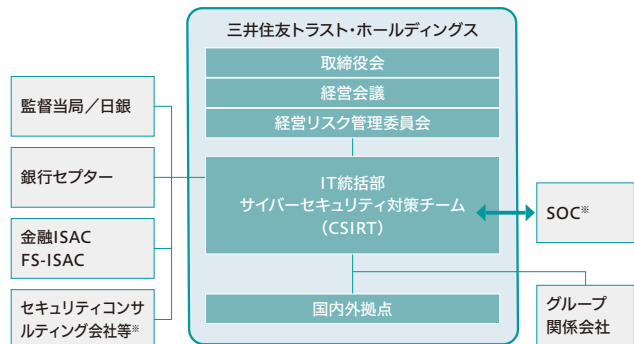 三井住友トラスト・ホールディングス
取締役会
経営会議
経営リスク管理委員会
IT統括部
サイバーセキュリティ対策チーム
（CSIRT）
国内外拠点
監督当局／日銀
銀行セプター
金融ISAC
FS-ISAC
セキュリティコンサ
ルティング会社等※
SOC※
グループ
関係会社